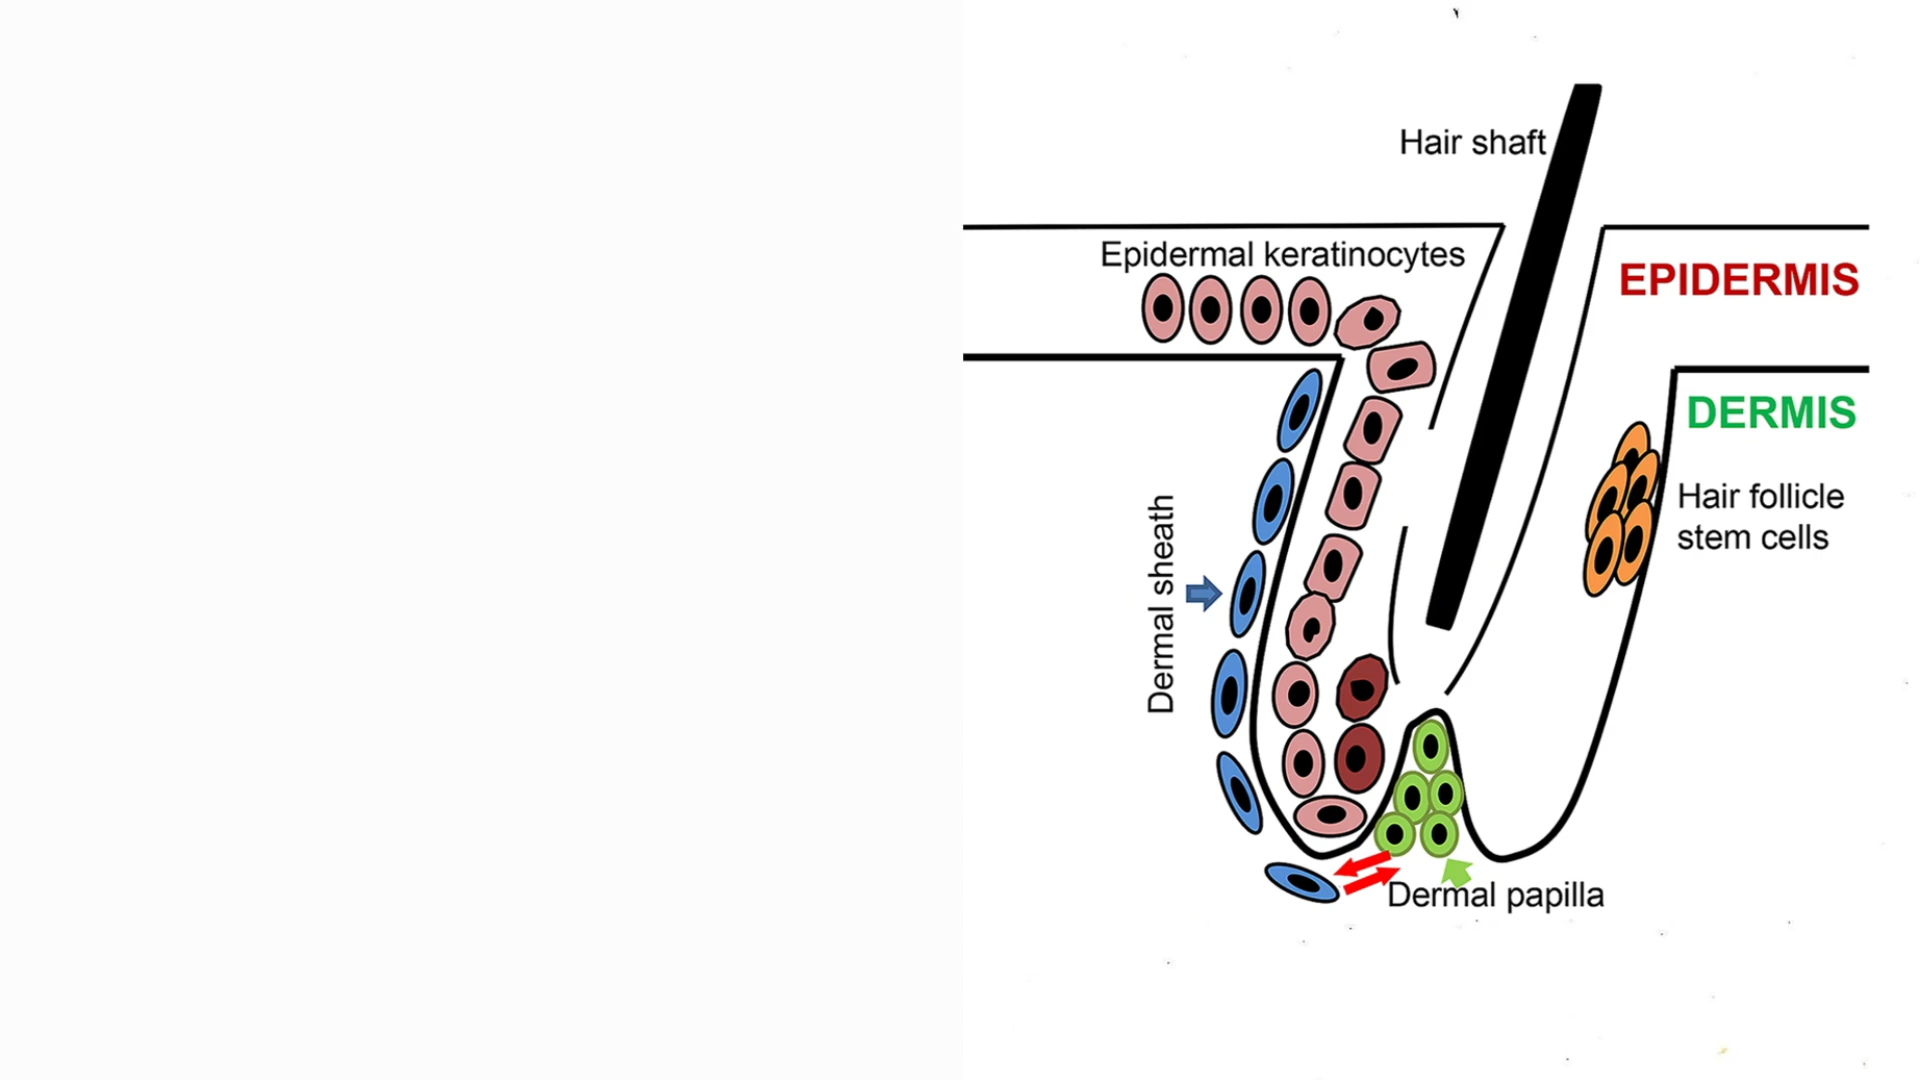 Hair shaft
Epidermal keratinocytes
EPIDERMIS
DERMIS
Hair follicle
stem cells
Dermal sheath
Dermal papilla